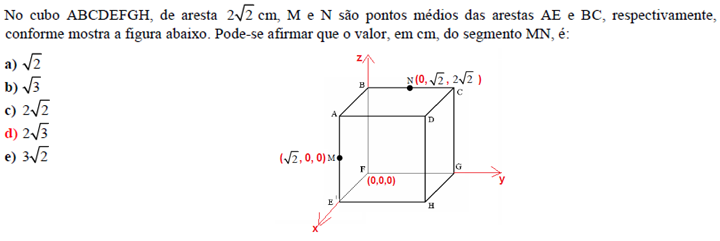 No cubo ABCDEFGH, de aresta 2√2 cm, M e N são pontos médios das arestas AE e BC, respectivamente,
conforme mostra a figura abaixo. Pode-se afirmar que o valor, em cm, do segmento MN, é:
a) √2
b) √3
c) 2√2
d) 2√3
e) 3√2
z
B
N (0, √2, 2√2 )
C
A
D
(√2, 0, 0) M
F
G
(0,0,0)
y
E
H
x